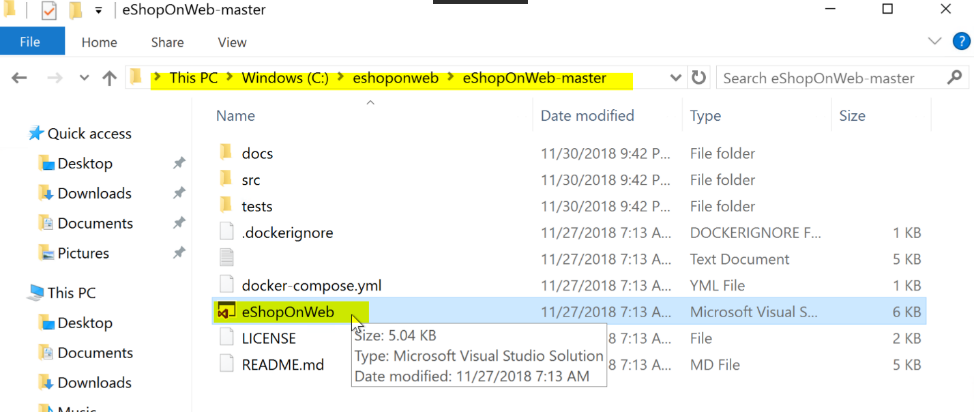 eShopOnWeb-master
File Home Share View
This PC Windows (C:) eshoponweb eShopOnWeb-master Search eShopOnWeb-master
Name Date modified Type Size
Quick access
Desktop
Downloads
Documents
Pictures
This PC
Desktop
Documents
Downloads
Music
docs 11/30/2018 9:42 P... File folder
src 11/30/2018 9:42 P... File folder
tests 11/30/2018 9:42 P... File folder
.dockerignore 11/27/2018 7:13 A... DOCKERIGNORE F... 1 KB
11/27/2018 7:13 A... Text Document 5 KB
docker-compose.yml 11/27/2018 7:13 A... YML File 1 KB
eShopOnWeb 11/27/2018 7:13 A... Microsoft Visual S... 6 KB
LICENSE 7:13 A... File 2 KB
README.md 7:13 A... MD File 5 KB
Size: 5.04 KB
Type: Microsoft Visual Studio Solution
Date modified: 11/27/2018 7:13 AM